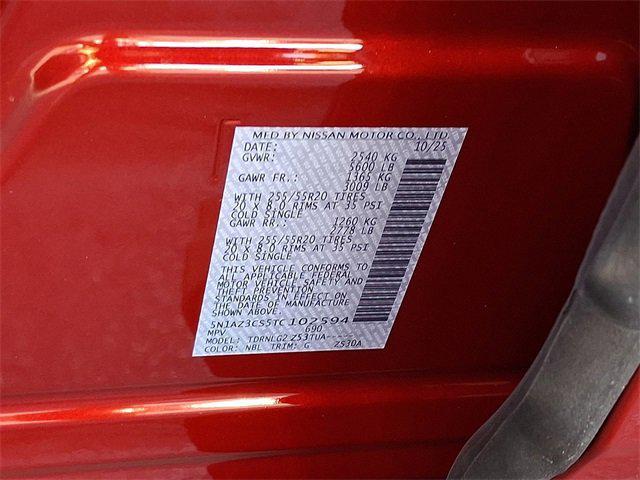 MFD BY NISSAN MOTOR CO., LTD
DATE: 10/25
GVWR: 2540 KG
5600 LB
GAWR FR.: 1365 KG
3009 LB
WITH 255/55R20 TIRES
20 X 8.0 RIMS AT 35 PSI
COLD SINGLE
GAWR RR.: 1260 KG
2778 LB
WITH 255/55R20 TIRES
20 X 8.0 RIMS AT 35 PSI
COLD SINGLE
THIS VEHICLE CONFORMS TO
ALL APPLICABLE FEDERAL
MOTOR VEHICLE SAFETY AND
THEFT PREVENTION
STANDARDS IN EFFECT ON
THE DATE OF MANUFACTURE
SHOWN ABOVE.
5N1AZ3CS5TC102594
MPV 690
MODEL: TDRNLG2 Z53TUA-----
COLOR: NBL TRIM: G Z530A